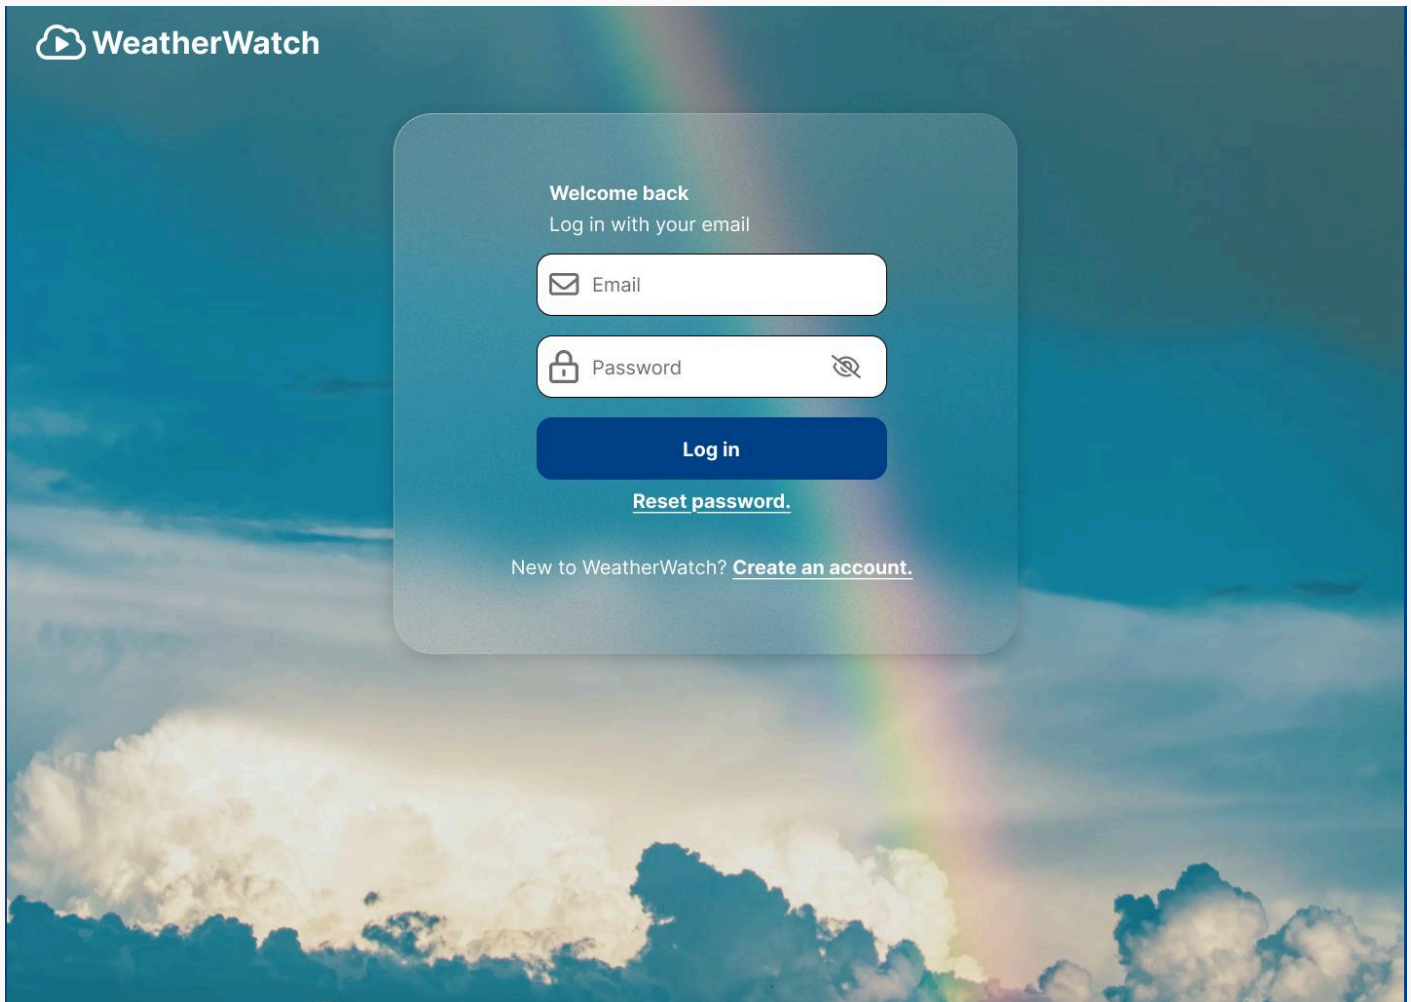 WeatherWatch
Welcome back
Log in with your email
Email
Password
Log in
Reset password.
New to WeatherWatch? Create an account.